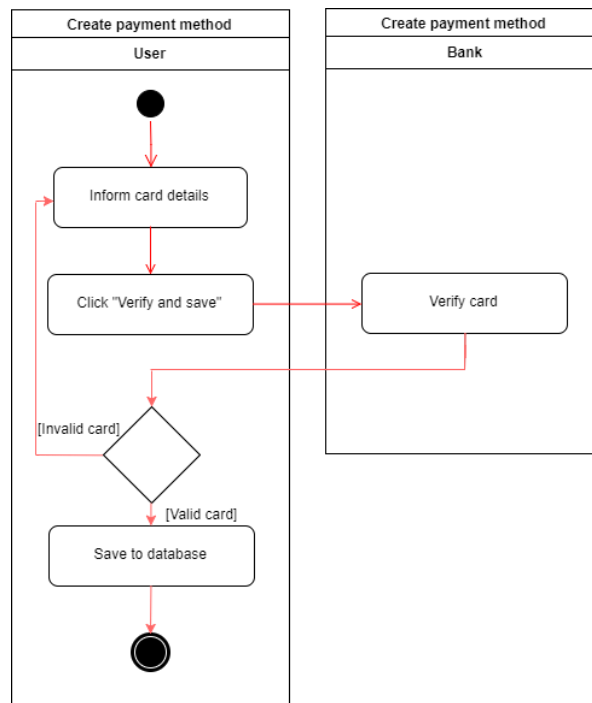 Create payment method
User
Inform card details
Click "Verify and save"
[Invalid card]
[Valid card]
Save to database
Create payment method
Bank
Verify card